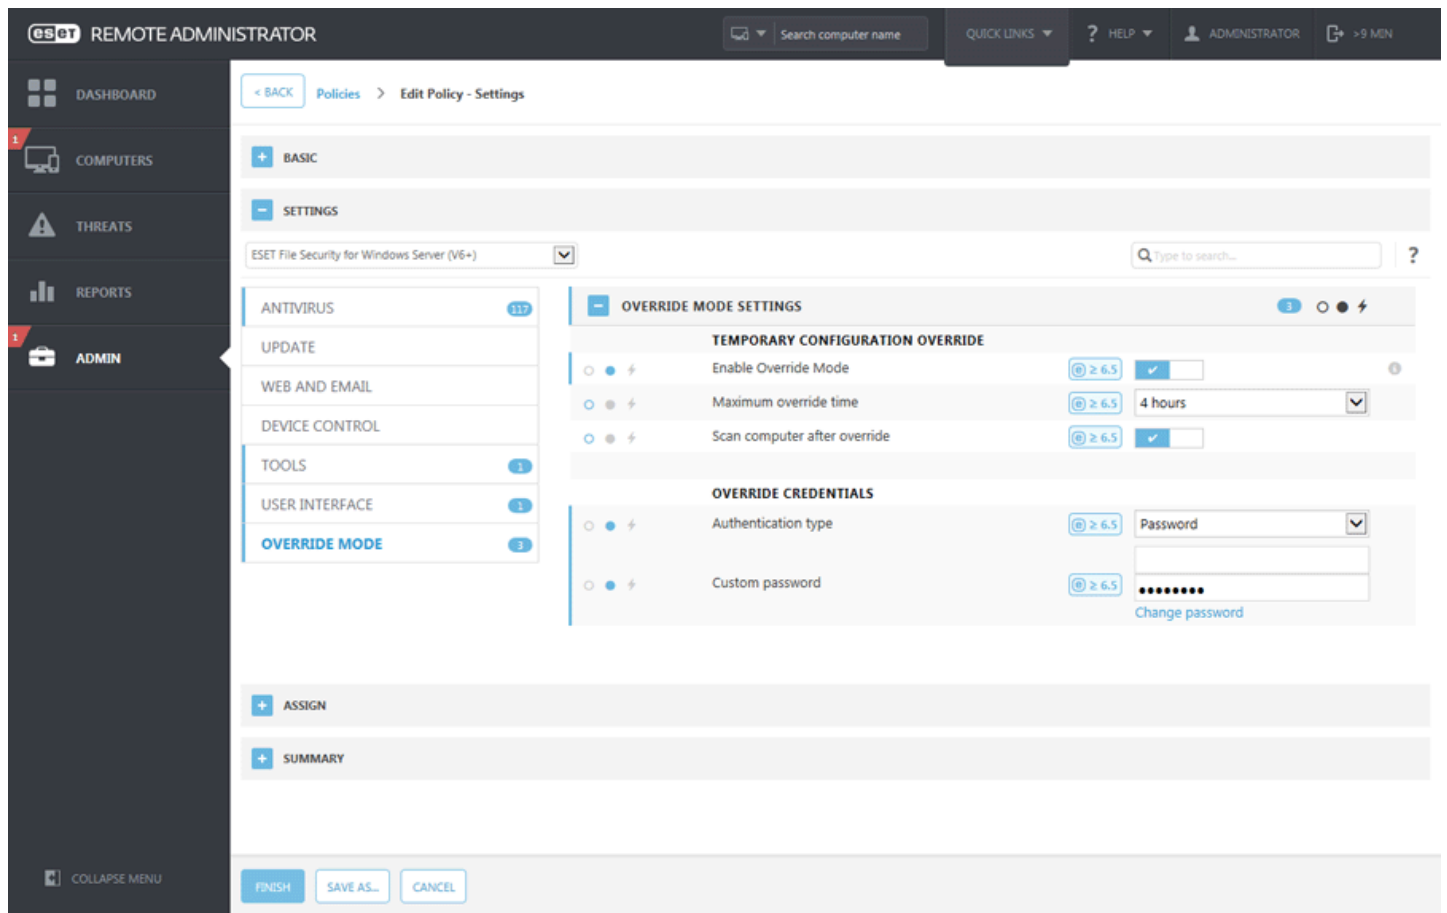 eset REMOTE ADMINISTRATOR
Search computer name
QUICK LINKS
? HELP
ADMINISTRATOR
>9 MIN
DASHBOARD
1
COMPUTERS
THREATS
REPORTS
1
ADMIN
COLLAPSE MENU
< BACK Policies > Edit Policy - Settings
+ BASIC
− SETTINGS
ESET File Security for Windows Server (V6+)
Type to search...
?
ANTIVIRUS 117
UPDATE
WEB AND EMAIL
DEVICE CONTROL
TOOLS 1
USER INTERFACE 1
OVERRIDE MODE 3
− OVERRIDE MODE SETTINGS 3
TEMPORARY CONFIGURATION OVERRIDE
Enable Override Mode e ≥ 6.5
Maximum override time e ≥ 6.5 4 hours
Scan computer after override e ≥ 6.5
OVERRIDE CREDENTIALS
Authentication type e ≥ 6.5 Password
Custom password e ≥ 6.5 ••••••••
Change password
+ ASSIGN
+ SUMMARY
FINISH SAVE AS... CANCEL